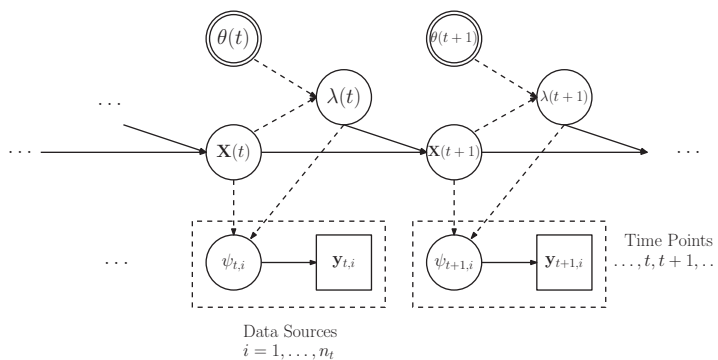 θ(t) θ(t+1)
λ(t) λ(t+1)
...
X(t) X(t+1)
... ...
... ψ_{t,i} y_{t,i} ψ_{t+1,i} y_{t+1,i}
Time Points
..., t, t + 1, ..
Data Sources
i = 1, ..., n_t